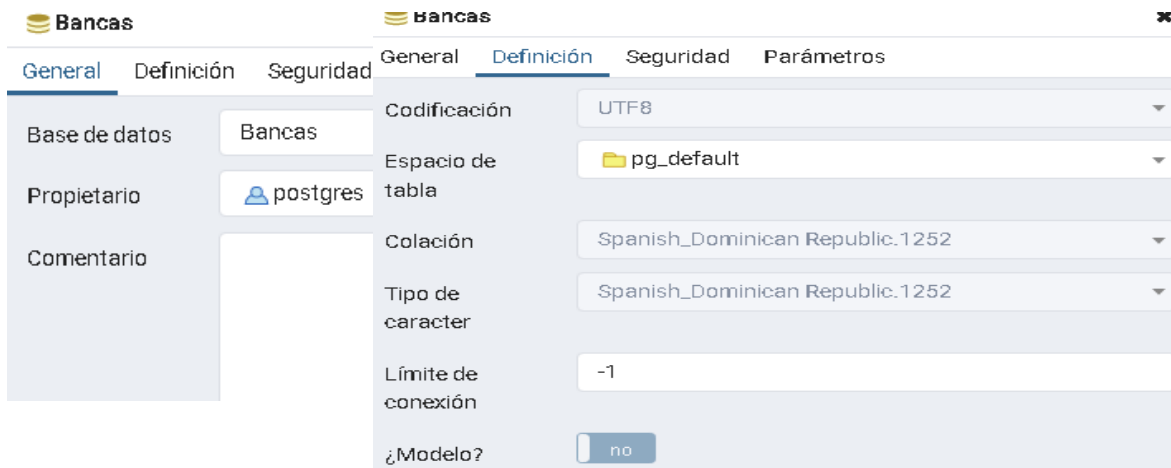 Bancas
General Definición Seguridad
Base de datos Bancas
Propietario postgres
Comentario
Bancas
General Definición Seguridad Parámetros
Codificación UTF8
Espacio de tabla pg_default
Colación Spanish_Dominican Republic.1252
Tipo de caracter Spanish_Dominican Republic.1252
Límite de conexión -1
¿Modelo? no